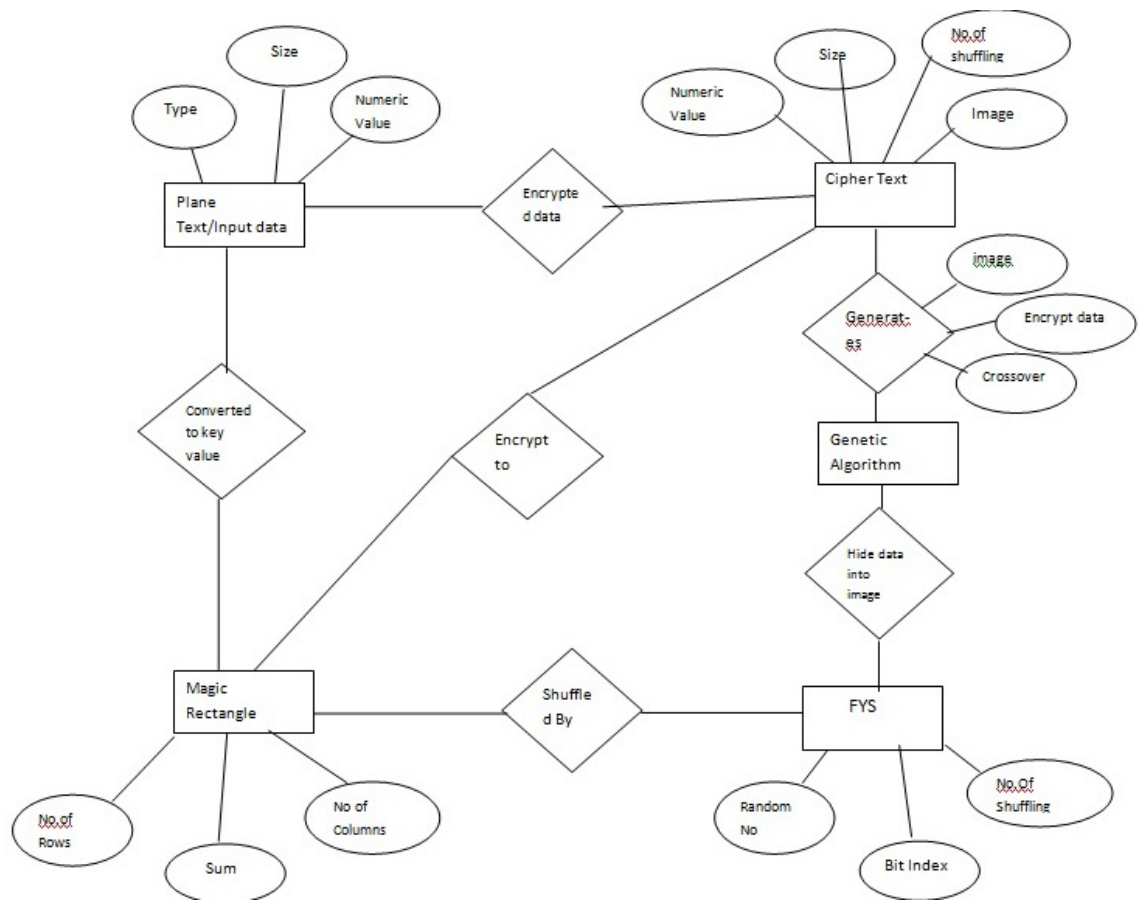 Size
Type
Numeric
Value
Plane
Text/Input data
Encrypte
d data
Numeric
Value
Size
No.of
shuffling
Image
Cipher Text
image
Encrypt data
Crossover
Generat-
es
Converted
to key
value
Encrypt
to
Genetic
Algorithm
Hide data
into
image
Magic
Rectangle
Shuffle
d By
FYS
No.of
Rows
Sum
No of
Columns
Random
No
Bit Index
No.Of
Shuffling